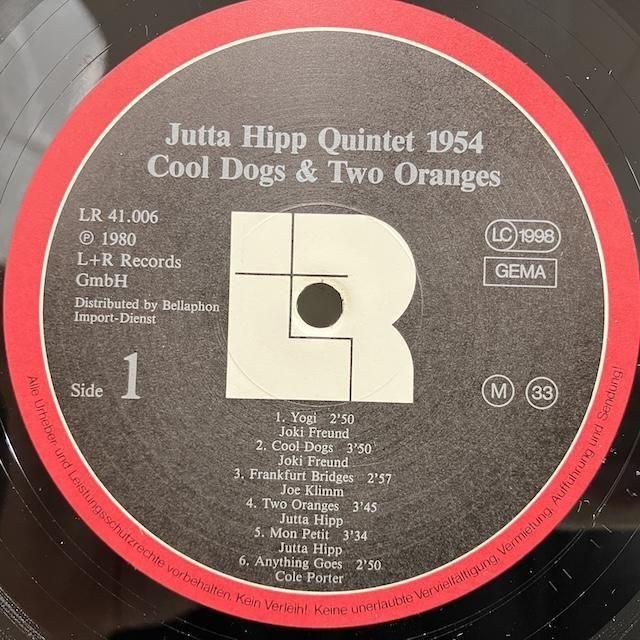 Jutta Hipp Quintet 1954
Cool Dogs & Two Oranges
LR 41.006
℗ 1980
L+R Records
GmbH
Distributed by Bellaphon
Import-Dienst
LC 1998
GEMA
L R
Side 1
M 33
1. Yogi 2'50
Joki Freund
2. Cool Dogs 3'50
Joki Freund
3. Frankfurt Bridges 2'57
Joe Klimm
4. Two Oranges 3'45
Jutta Hipp
5. Mon Petit 3'34
Jutta Hipp
6. Anything Goes 2'50
Cole Porter
Alle Urheber- und Leistungsschutzrechte vorbehalten. Kein Verleih! Keine unerlaubte Vervielfältigung, Vermietung, Aufführung und Sendung!